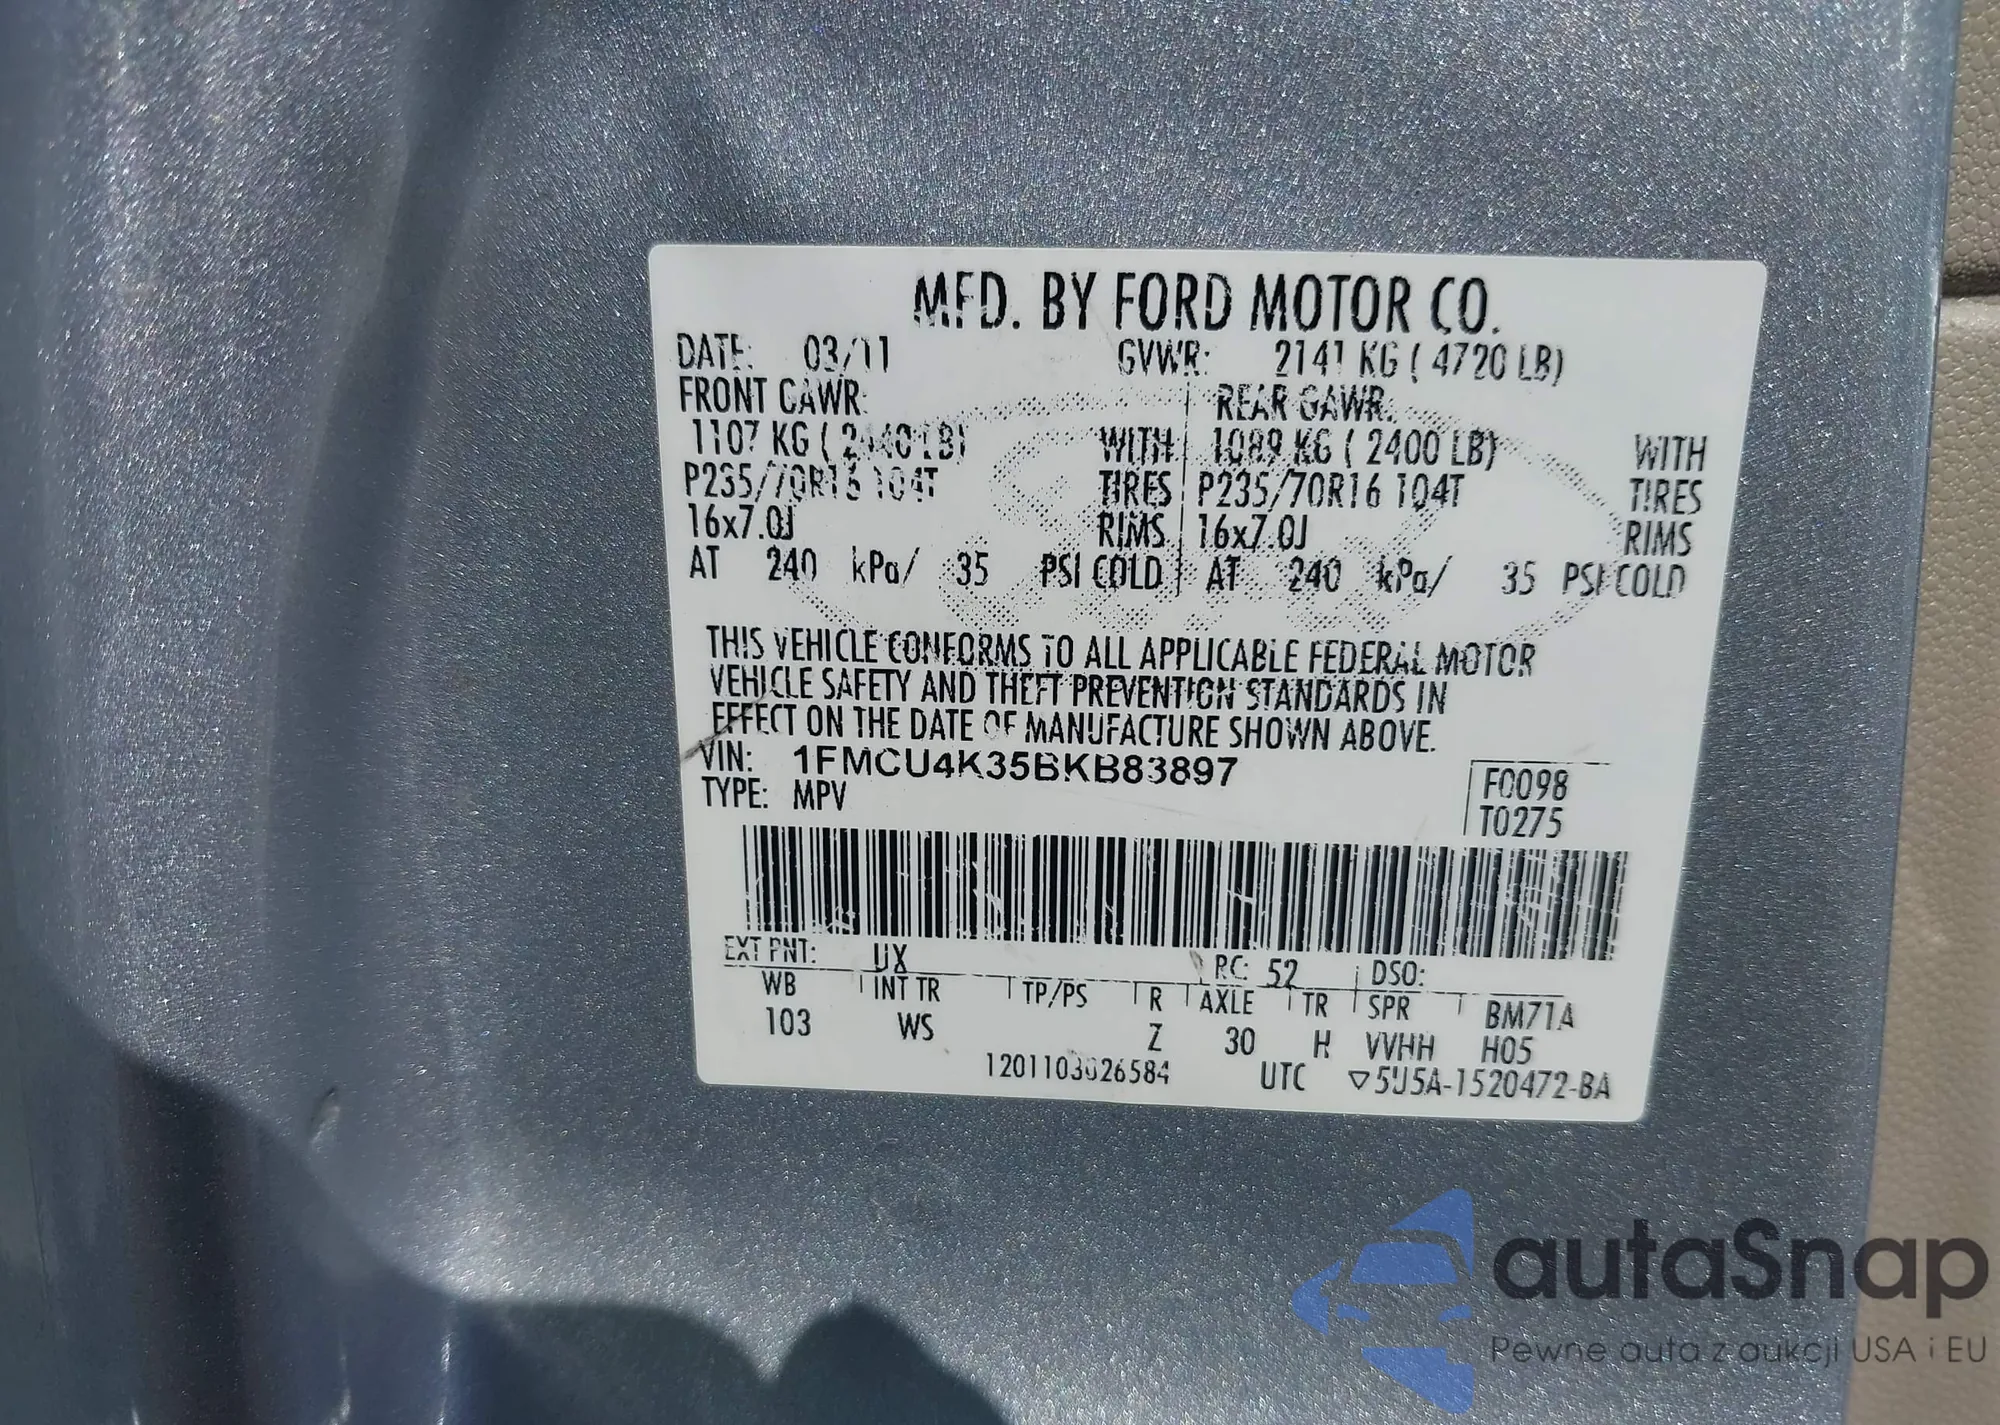 MFD. BY FORD MOTOR CO.
DATE: 03/11 GVWR: 2141 KG ( 4720 LB)
FRONT GAWR: REAR GAWR:
1107 KG ( 2440 LB) WITH 1089 KG ( 2400 LB) WITH
P235/70R16 104T TIRES P235/70R16 104T TIRES
16x7.0J RIMS 16x7.0J RIMS
AT 240 kPa/ 35 PSI COLD AT 240 kPa/ 35 PSI COLD
THIS VEHICLE CONFORMS TO ALL APPLICABLE FEDERAL MOTOR
VEHICLE SAFETY AND THEFT PREVENTION STANDARDS IN
EFFECT ON THE DATE OF MANUFACTURE SHOWN ABOVE.
VIN: 1FMCU4K35BKB83897
TYPE: MPV
F0098
T0275
EXT PNT: UX RC: 52 DSO:
WB INT TR TP/PS R AXLE TR SPR BM71A
103 WS Z 30 H VVHH H05
1201103026584 UTC ▽5U5A-1520472-BA
autaSnap
Pewne auta z aukcji USA i EU